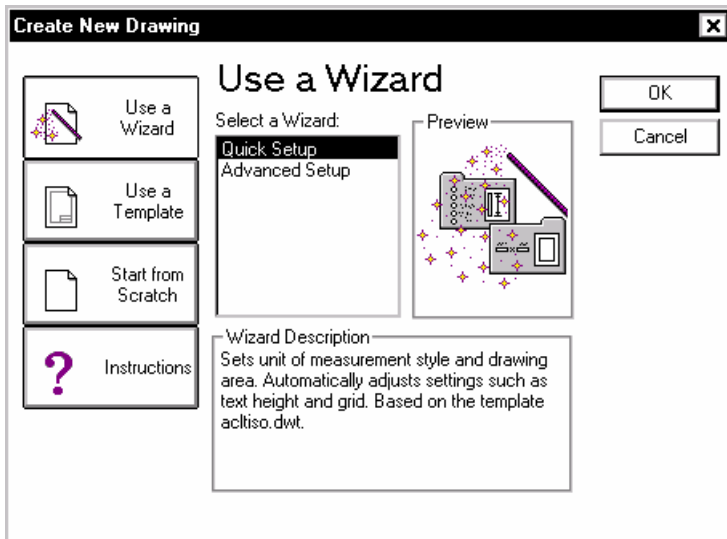 Create New Drawing
Use a
Wizard
Use a
Template
Start from
Scratch
Instructions
Use a Wizard
Select a Wizard:
Quick Setup
Advanced Setup
Preview
Wizard Description
Sets unit of measurement style and drawing
area. Automatically adjusts settings such as
text height and grid. Based on the template
acltiso.dwt.
OK
Cancel